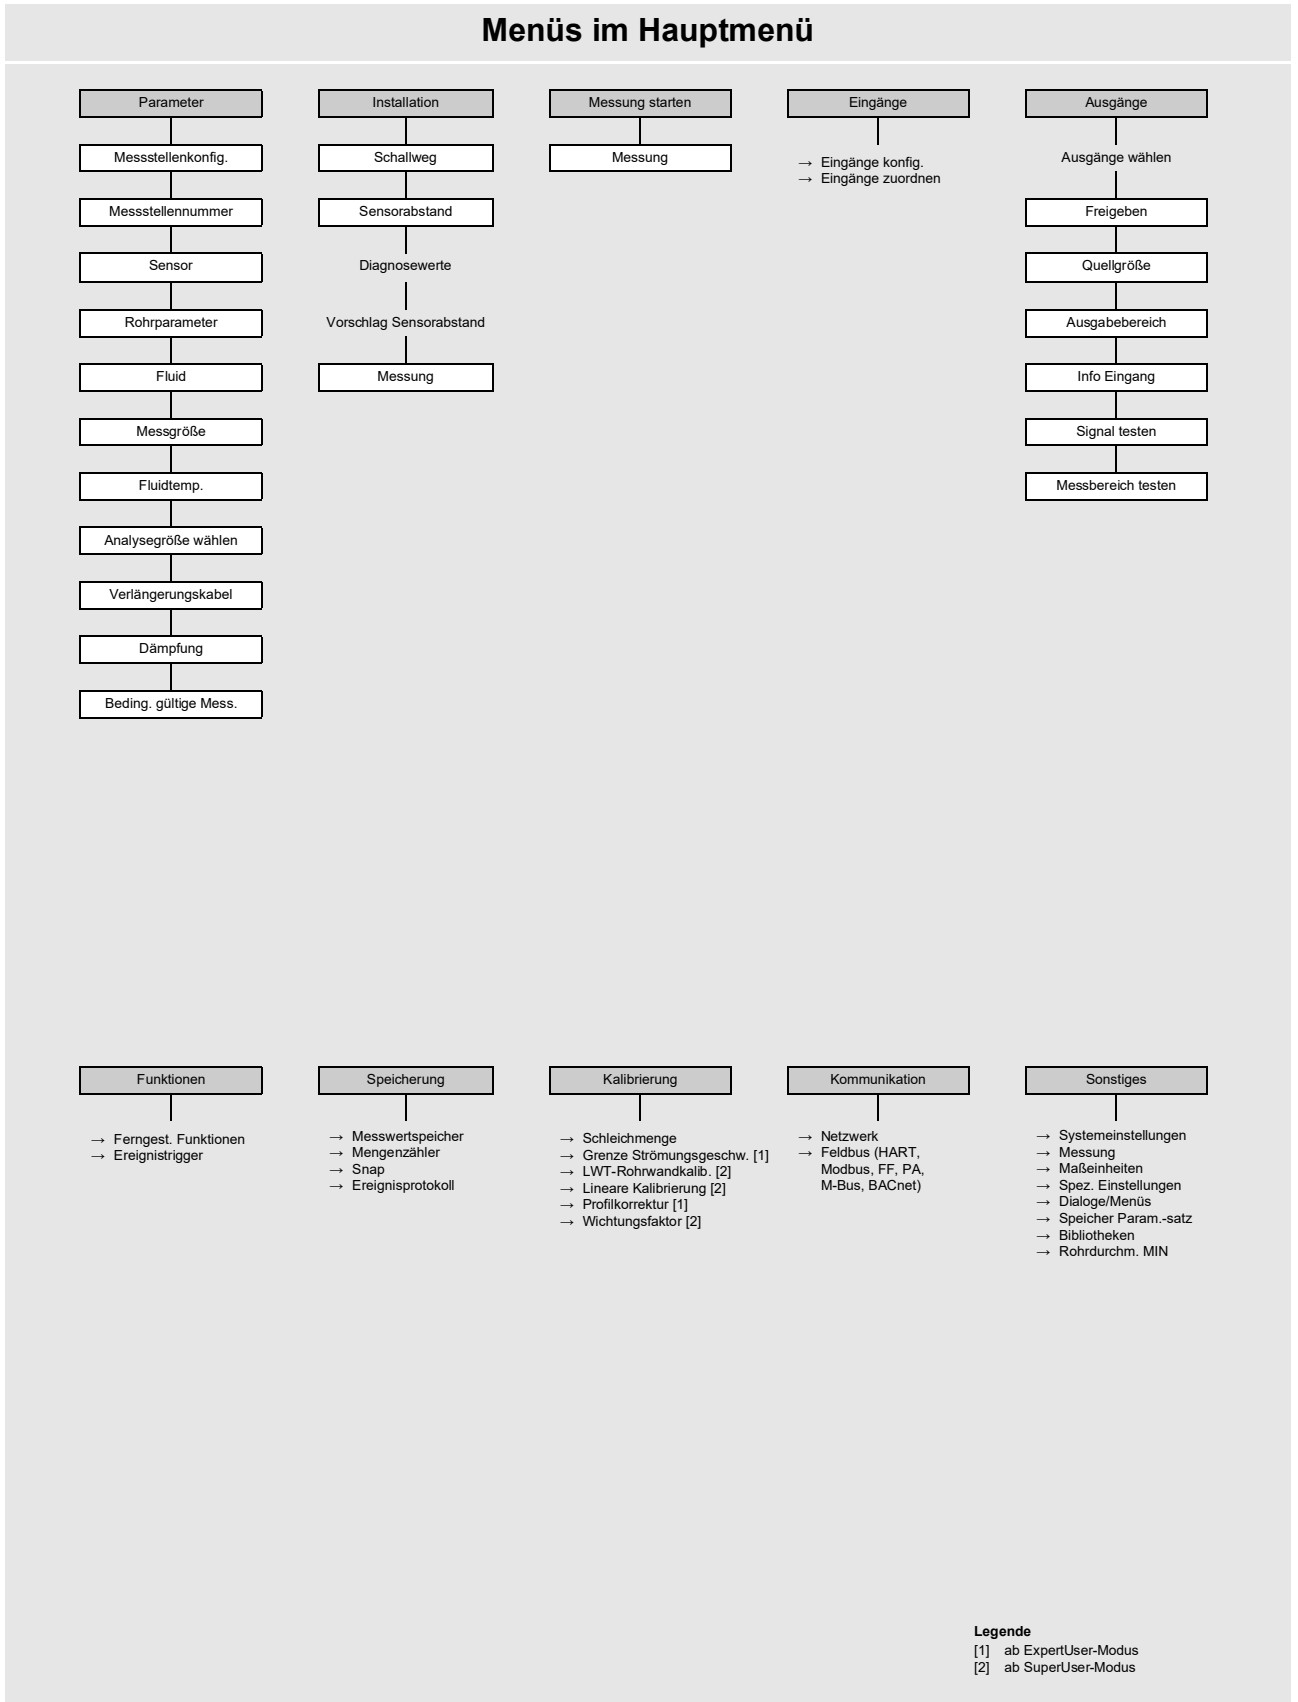 Menüs im Hauptmenü
Parameter
Messstellenkonfig.
Messstellennummer
Sensor
Rohrparameter
Fluid
Messgröße
Fluidtemp.
Analysegröße wählen
Verlängerungskabel
Dämpfung
Beding. gültige Mess.
Installation
Schallweg
Sensorabstand
Diagnosewerte
Vorschlag Sensorabstand
Messung
Messung starten
Messung
Eingänge
→ Eingänge konfig.
→ Eingänge zuordnen
Ausgänge
Ausgänge wählen
Freigeben
Quellgröße
Ausgabebereich
Info Eingang
Signal testen
Messbereich testen
Funktionen
→ Ferngest. Funktionen
→ Ereignistrigger
Speicherung
→ Messwertspeicher
→ Mengenzähler
→ Snap
→ Ereignisprotokoll
Kalibrierung
→ Schleichmenge
→ Grenze Strömungsgeschw. [1]
→ LWT-Rohrwandkalib. [2]
→ Lineare Kalibrierung [2]
→ Profilkorrektur [1]
→ Wichtungsfaktor [2]
Kommunikation
→ Netzwerk
→ Feldbus (HART,
Modbus, FF, PA,
M-Bus, BACnet)
Sonstiges
→ Systemeinstellungen
→ Messung
→ Maßeinheiten
→ Spez. Einstellungen
→ Dialoge/Menüs
→ Speicher Param.-satz
→ Bibliotheken
→ Rohrdurchm. MIN
Legende
[1] ab ExpertUser-Modus
[2] ab SuperUser-Modus